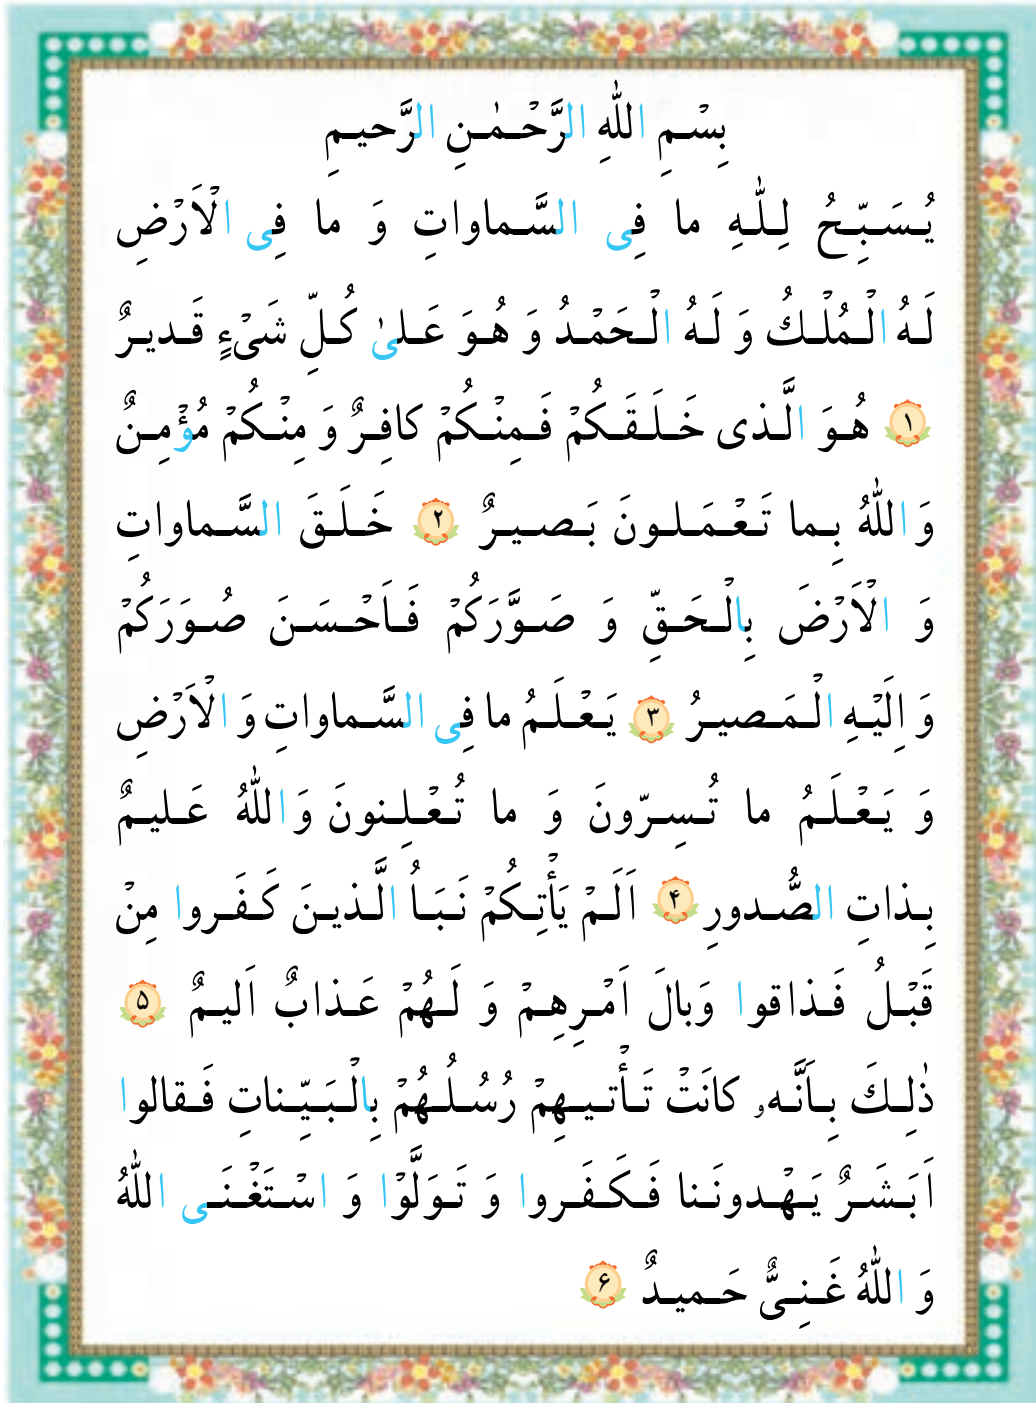 بِسْمِ اللّٰهِ الرَّحْمٰنِ الرَّحیمِ
یُسَبِّحُ لِلّٰهِ ما فِی السَّماواتِ وَ ما فِی الْاَرْضِ
لَهُ الْمُلْكُ وَ لَهُ الْحَمْدُ وَ هُوَ عَلیٰ كُلِّ شَیْءٍ قَدیرٌ
﴿۱﴾ هُوَ الَّذی خَلَقَكُمْ فَمِنْكُمْ كافِرٌ وَ مِنْكُمْ مُؤْمِنٌ
وَ اللّٰهُ بِما تَعْمَلونَ بَصیرٌ ﴿۲﴾ خَلَقَ السَّماواتِ
وَ الْاَرْضَ بِالْحَقِّ وَ صَوَّرَكُمْ فَاَحْسَنَ صُوَرَكُمْ
وَ اِلَیْهِ الْمَصیرُ ﴿۳﴾ یَعْلَمُ ما فِی السَّماواتِ وَ الْاَرْضِ
وَ یَعْلَمُ ما تُسِرّونَ وَ ما تُعْلِنونَ وَ اللّٰهُ عَلیمٌ
بِذاتِ الصُّدورِ ﴿۴﴾ اَلَمْ یَأْتِكُمْ نَبَاُ الَّذینَ كَفَروا مِنْ
قَبْلُ فَذاقوا وَبالَ اَمْرِهِمْ وَ لَهُمْ عَذابٌ اَلیمٌ ﴿۵﴾
ذٰلِكَ بِاَنَّهو كانَتْ تَأْتیهِمْ رُسُلُهُمْ بِالْبَیِّناتِ فَقالوا
اَبَشَرٌ یَهْدونَنا فَكَفَروا وَ تَوَلَّوْا وَ اسْتَغْنَی اللّٰهُ
وَ اللّٰهُ غَنِیٌّ حَمیدٌ ﴿۶﴾